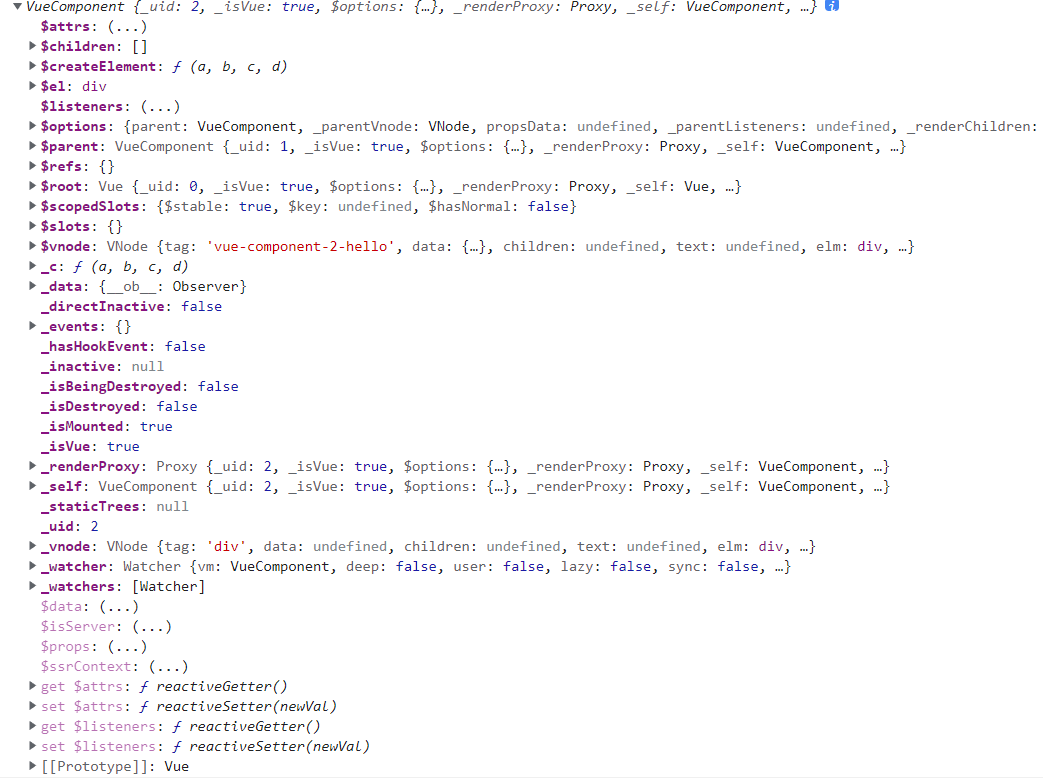 ▼VueComponent {_uid: 2, _isVue: true, $options: {…}, _renderProxy: Proxy, _self: VueComponent, …} i
$attrs: (...)
▶$children: []
▶$createElement: ƒ (a, b, c, d)
▶$el: div
$listeners: (...)
▶$options: {parent: VueComponent, _parentVnode: VNode, propsData: undefined, _parentListeners: undefined, _renderChildren:
▶$parent: VueComponent {_uid: 1, _isVue: true, $options: {…}, _renderProxy: Proxy, _self: VueComponent, …}
▶$refs: {}
▶$root: Vue {_uid: 0, _isVue: true, $options: {…}, _renderProxy: Proxy, _self: Vue, …}
▶$scopedSlots: {$stable: true, $key: undefined, $hasNormal: false}
▶$slots: {}
▶$vnode: VNode {tag: 'vue-component-2-hello', data: {…}, children: undefined, text: undefined, elm: div, …}
▶_c: ƒ (a, b, c, d)
▶_data: {__ob__: Observer}
_directInactive: false
▶_events: {}
_hasHookEvent: false
_inactive: null
_isBeingDestroyed: false
_isDestroyed: false
_isMounted: true
_isVue: true
▶_renderProxy: Proxy {_uid: 2, _isVue: true, $options: {…}, _renderProxy: Proxy, _self: VueComponent, …}
▶_self: VueComponent {_uid: 2, _isVue: true, $options: {…}, _renderProxy: Proxy, _self: VueComponent, …}
_staticTrees: null
_uid: 2
▶_vnode: VNode {tag: 'div', data: undefined, children: undefined, text: undefined, elm: div, …}
▶_watcher: Watcher {vm: VueComponent, deep: false, user: false, lazy: false, sync: false, …}
▶_watchers: [Watcher]
$data: (...)
$isServer: (...)
$props: (...)
$ssrContext: (...)
▶get $attrs: ƒ reactiveGetter()
▶set $attrs: ƒ reactiveSetter(newVal)
▶get $listeners: ƒ reactiveGetter()
▶set $listeners: ƒ reactiveSetter(newVal)
▶[[Prototype]]: Vue